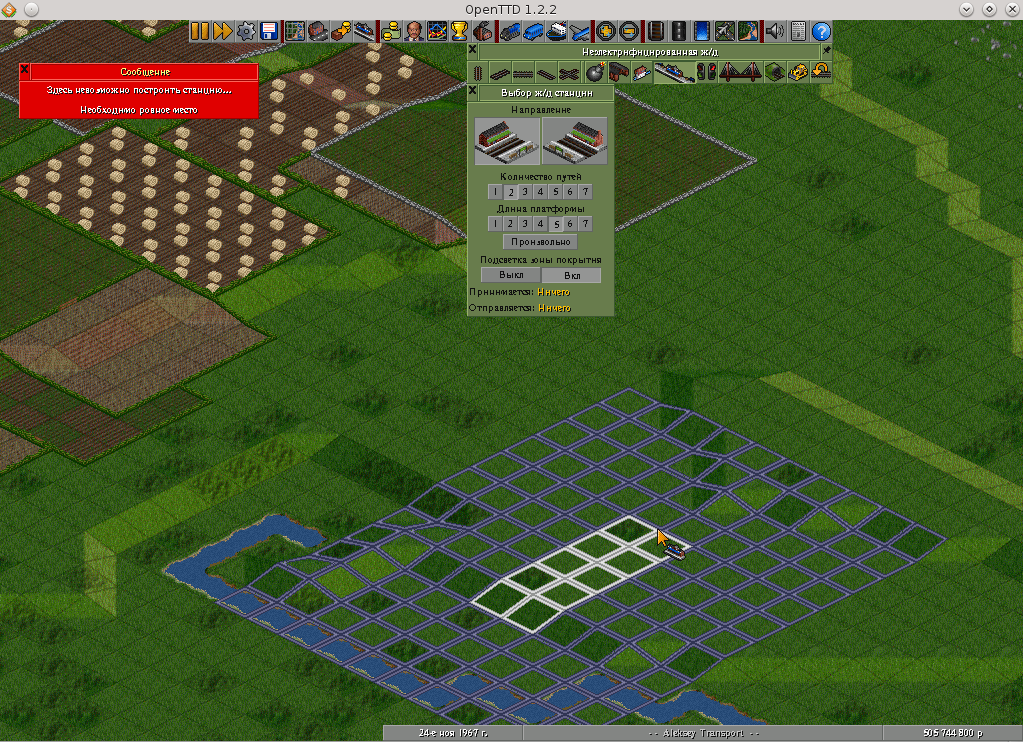 OpenTTD 1.2.2
Неэлектрифицированная ж/д
Сообщение
Здесь невозможно построить станцию...
Необходимо ровное место
Выбор ж/д станции
Направление
Количество путей
1 2 3 4 5 6 7
Длина платформы
1 2 3 4 5 6 7
Произвольно
Подсветка зоны покрытия
Выкл Вкл
Принимается: Ничего
Отправляется: Ничего
24-е ноя 1967 г.
- - Aleksey Transport - -
505 744 800 р